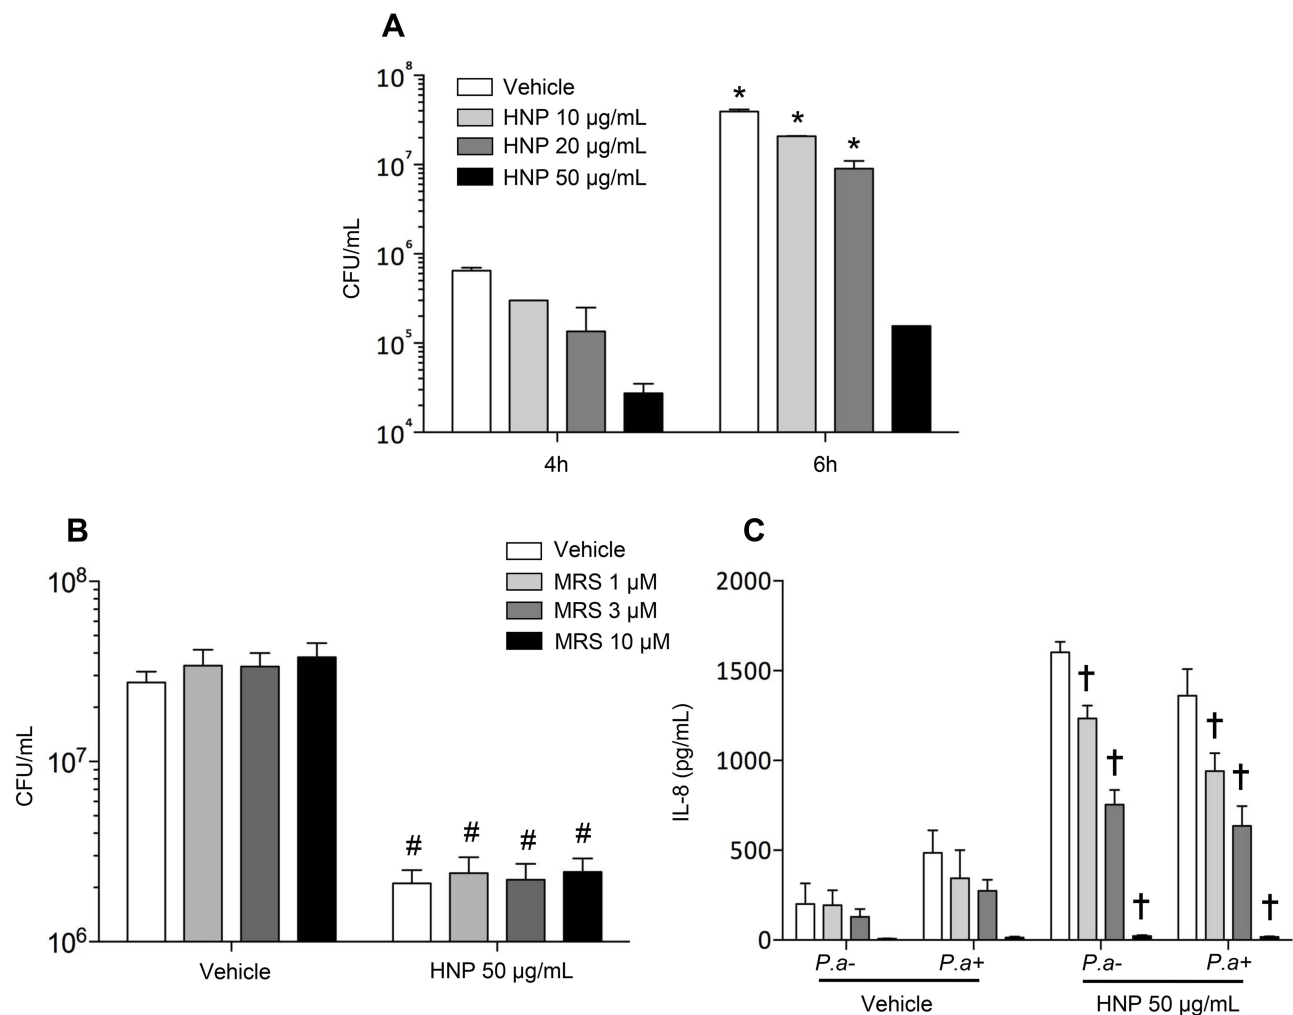 A
10⁸
10⁷
10⁶
10⁵
10⁴
CFU/mL
Vehicle
HNP 10 µg/mL
HNP 20 µg/mL
HNP 50 µg/mL
* * *
4h 6h
B
10⁸
10⁷
10⁶
CFU/mL
Vehicle
MRS 1 µM
MRS 3 µM
MRS 10 µM
# # # #
Vehicle HNP 50 µg/mL
C
2000
1500
1000
500
0
IL-8 (pg/mL)
† † † † † †
P.a- P.a+ P.a- P.a+
Vehicle HNP 50 µg/mL